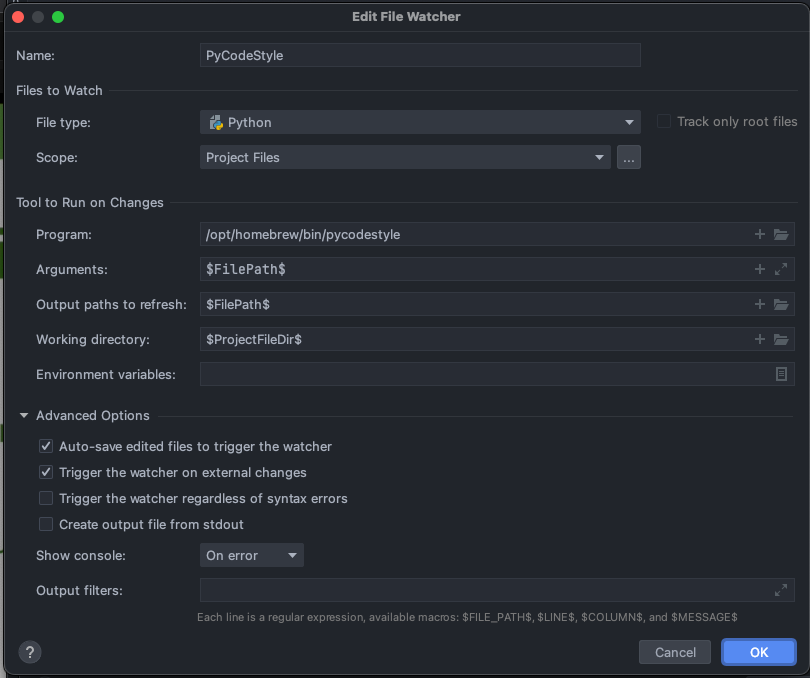 Edit File Watcher
Name: PyCodeStyle
Files to Watch
File type: Python Track only root files
Scope: Project Files ...
Tool to Run on Changes
Program: /opt/homebrew/bin/pycodestyle
Arguments: $FilePath$
Output paths to refresh: $FilePath$
Working directory: $ProjectFileDir$
Environment variables:
Advanced Options
Auto-save edited files to trigger the watcher
Trigger the watcher on external changes
Trigger the watcher regardless of syntax errors
Create output file from stdout
Show console: On error
Output filters:
Each line is a regular expression, available macros: $FILE_PATH$, $LINE$, $COLUMN$, and $MESSAGE$
? Cancel OK